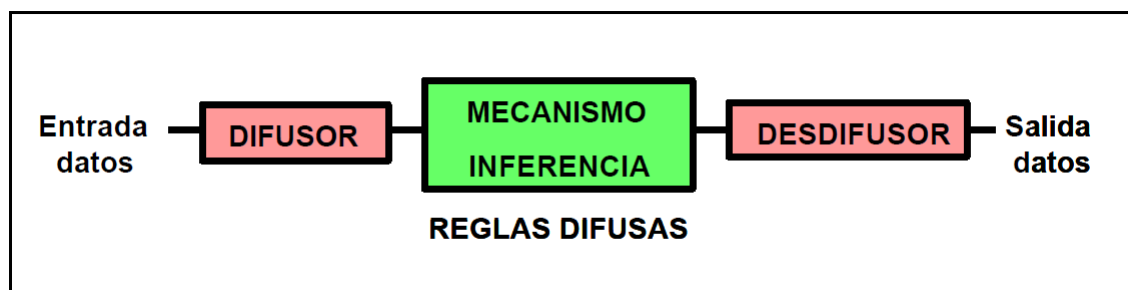 Entrada
datos
DIFUSOR
MECANISMO
INFERENCIA
REGLAS DIFUSAS
DESDIFUSOR
Salida
datos